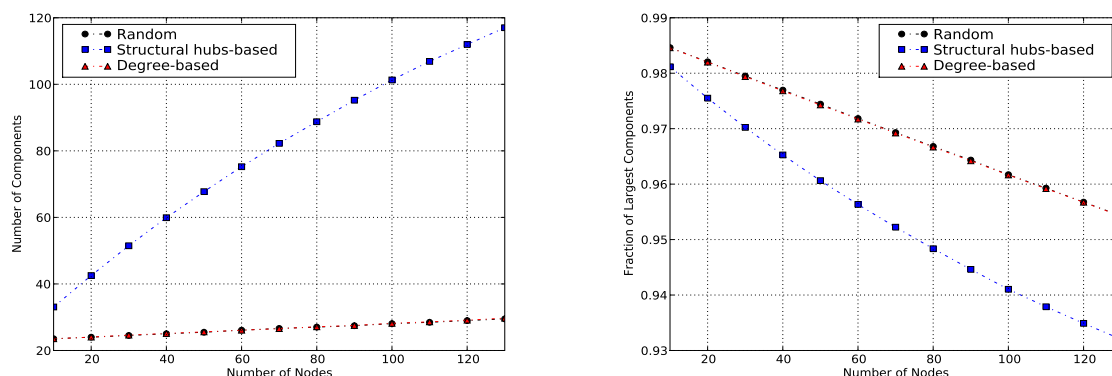 120
100
80
60
40
20
Number of Components
Random
Structural hubs-based
Degree-based
20
40
60
80
100
120
Number of Nodes
0.99
0.98
0.97
0.96
0.95
0.94
0.93
Fraction of Largest Components
Random
Structural hubs-based
Degree-based
20
40
60
80
100
120
Number of Nodes